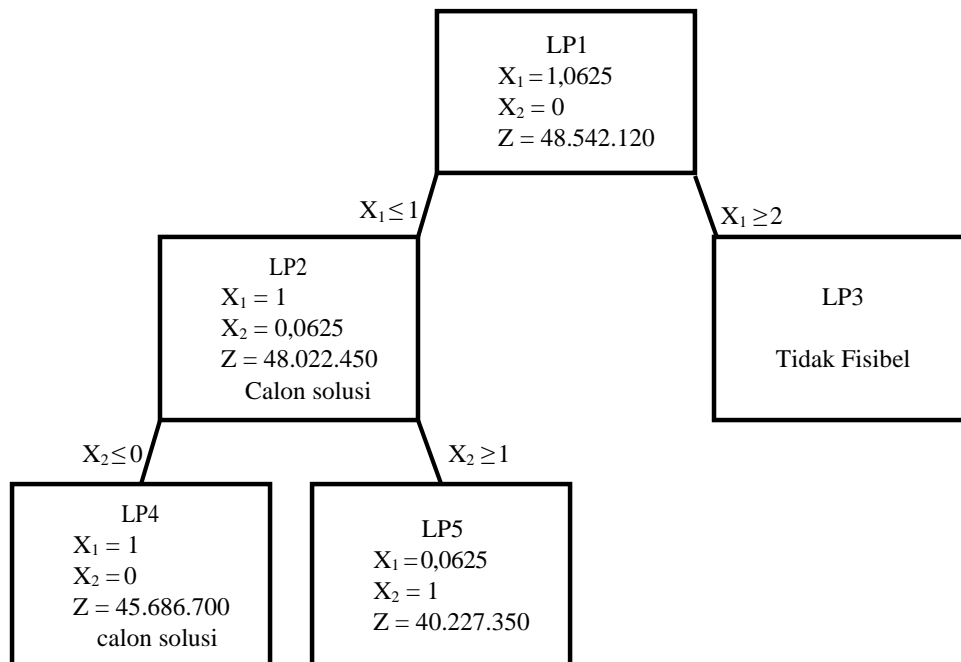 LP1
X₁ = 1,0625
X₂ = 0
Z = 48.542.120
X₁ ≤ 1
X₁ ≥ 2
LP2
X₁ = 1
X₂ = 0,0625
Z = 48.022.450
Calon solusi
LP3
Tidak Fisibel
X₂ ≤ 0
X₂ ≥ 1
LP4
X₁ = 1
X₂ = 0
Z = 45.686.700
calon solusi
LP5
X₁ = 0,0625
X₂ = 1
Z = 40.227.350